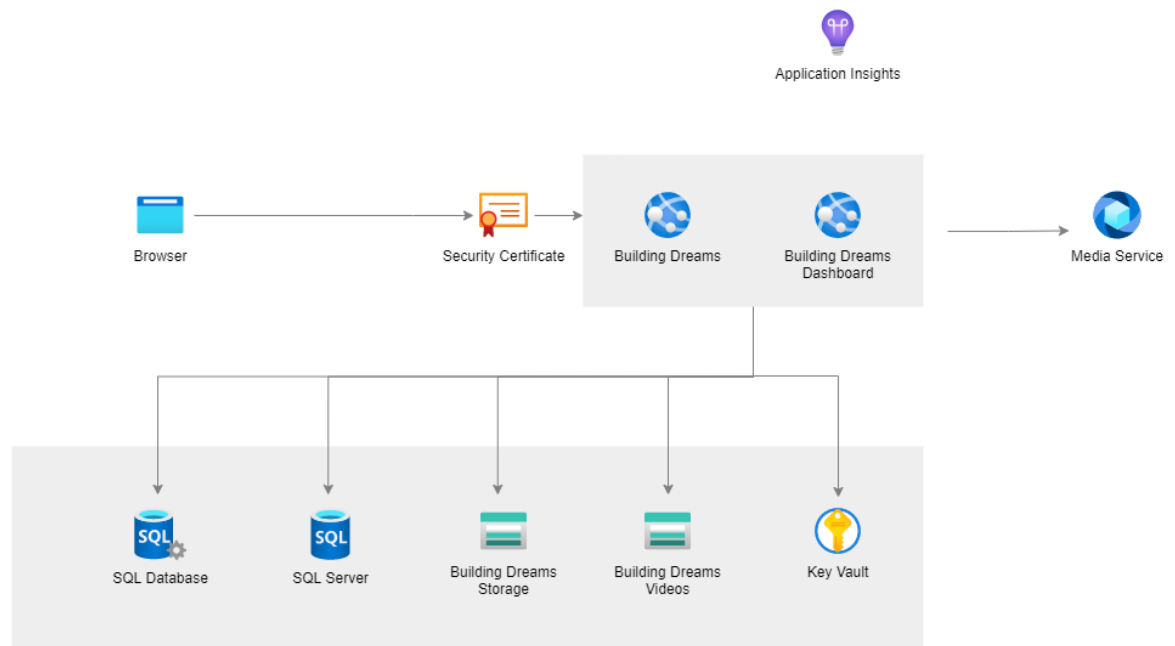 Application Insights
Browser
Security Certificate
Building Dreams
Building Dreams
Dashboard
Media Service
SQL
SQL Database
SQL
SQL Server
Building Dreams
Storage
Building Dreams
Videos
Key Vault